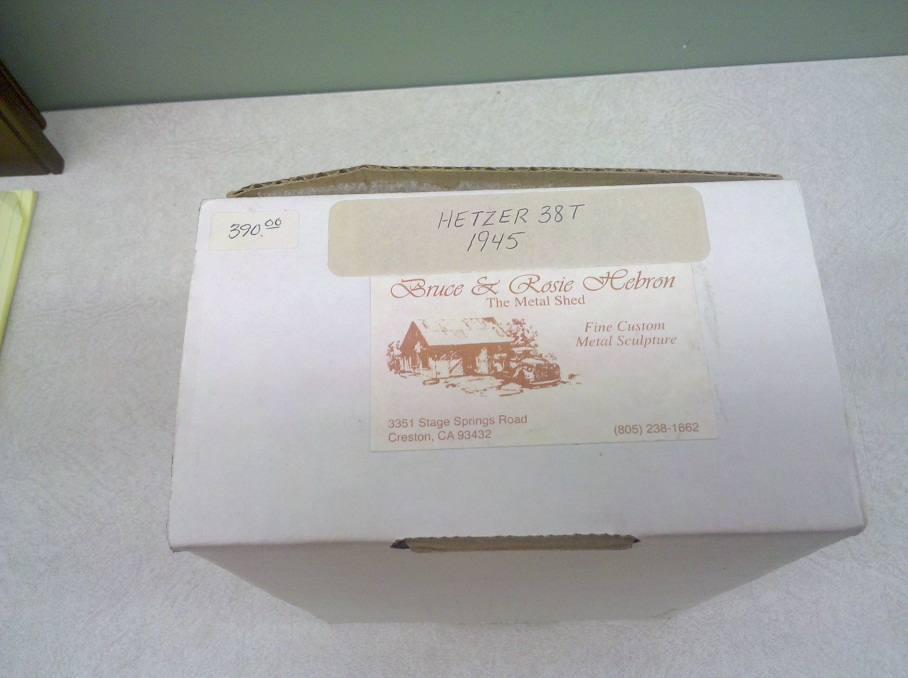 390.00
HETZER 38T
1945
Bruce & Rosie Hebron
The Metal Shed
Fine Custom
Metal Sculpture
3351 Stage Springs Road
Creston, CA 93432
(805) 238-1662